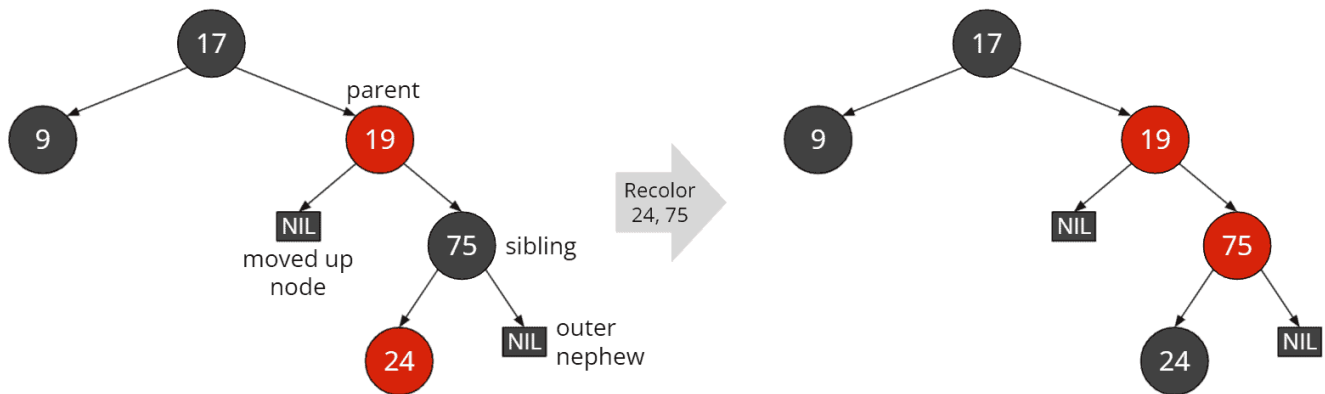 17
parent
9
19
NIL
moved up
node
75
sibling
24
NIL
outer
nephew
Recolor
24, 75
17
9
19
NIL
75
24
NIL